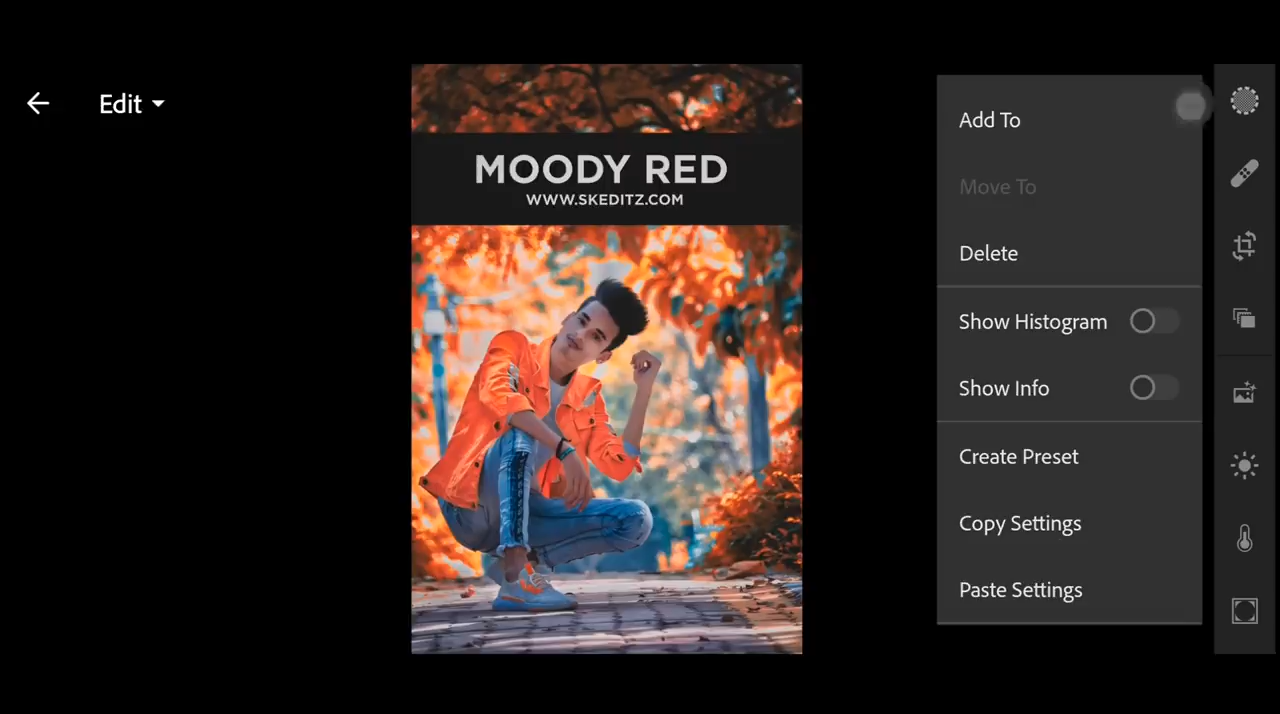 Edit
MOODY RED
WWW.SKEDITZ.COM
Add To
Move To
Delete
Show Histogram
Show Info
Create Preset
Copy Settings
Paste Settings